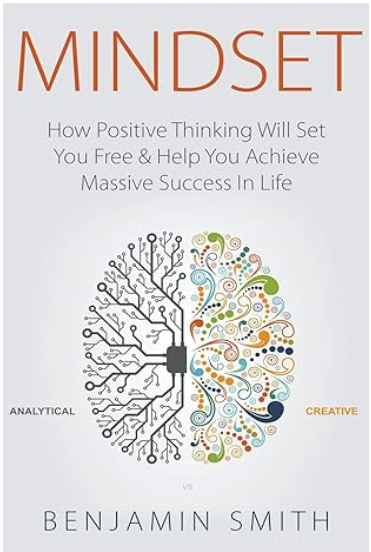 MINDSET
How Positive Thinking Will Set
You Free & Help You Achieve
Massive Success In Life
ANALYTICAL
CREATIVE
vs
BENJAMIN SMITH